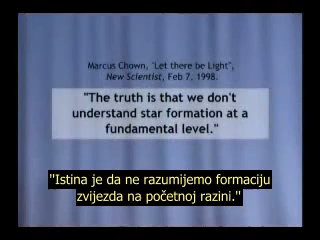 Marcus Chown, "Let there be Light",
New Scientist, Feb 7, 1998.
"The truth is that we don't
understand star formation at a
fundamental level."
"Istina je da ne razumijemo formaciju
zvijezda na početnoj razini."